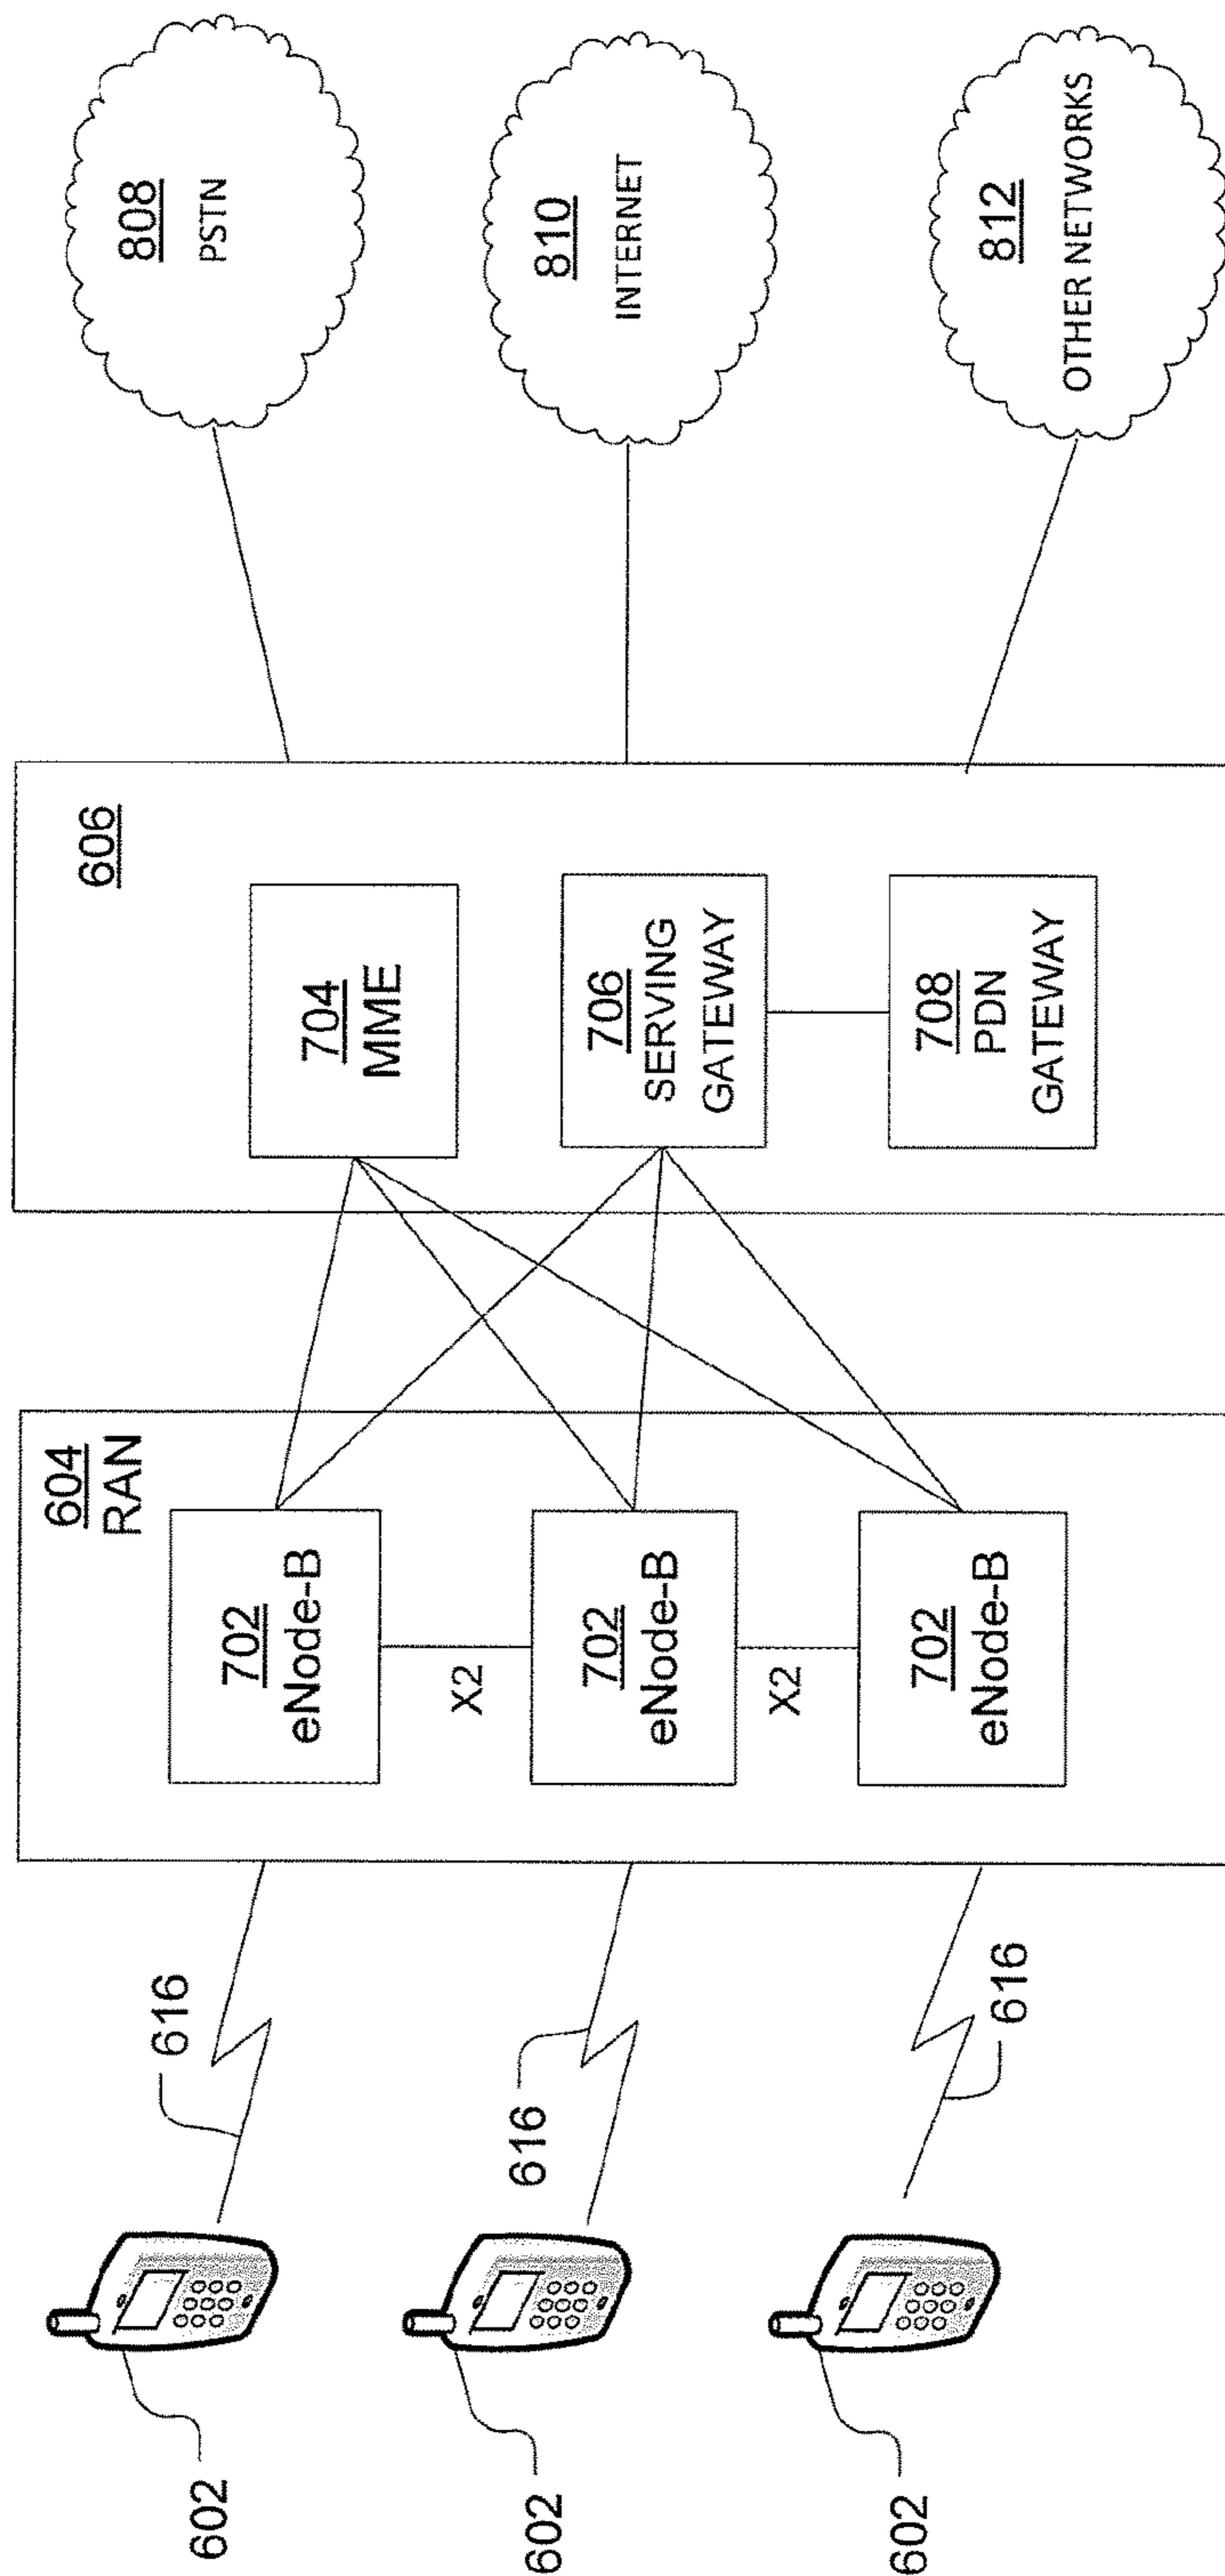 602
602
602
616
616
616
604
RAN
702
eNode-B
X2
702
eNode-B
X2
702
eNode-B
606
704
MME
706
SERVING
GATEWAY
708
PDN
GATEWAY
808
PSTN
810
INTERNET
812
OTHER NETWORKS